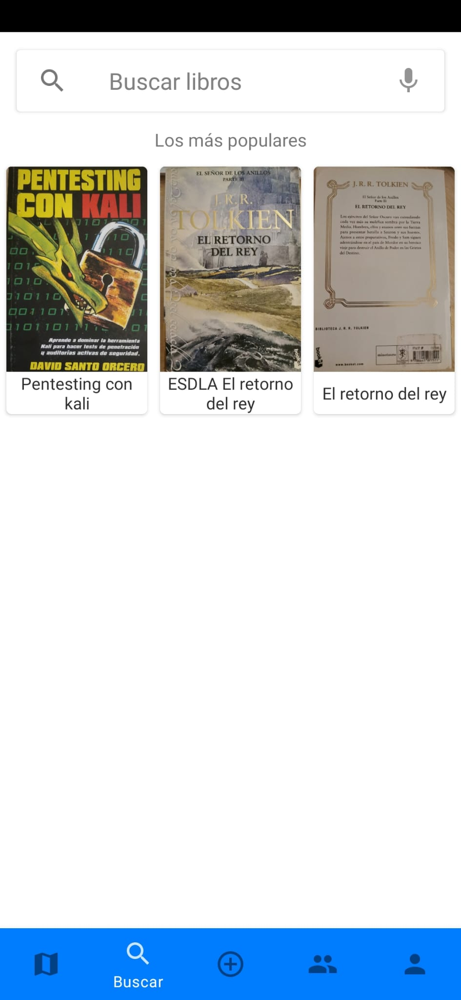 Buscar libros
Los más populares
PENTESTING
CON KALI
Aprende a dominar la herramienta
Kali para hacer tests de penetración
y auditorías activas de seguridad.
DAVID SANTO ORCERO
Pentesting con
kali
EL SEÑOR DE LOS ANILLOS
PARTE III
J. R. R.
TOLKIEN
EL RETORNO
DEL REY
booket
ESDLA El retorno
del rey
J. R. R. TOLKIEN
El Señor de los Anillos
Parte III
EL RETORNO DEL REY
Los ejércitos del Señor Oscuro van extendiendo
cada vez más su maléfica sombra por la Tierra
Media. Hombres, elfos y enanos unen sus fuerzas
para presentar batalla a Sauron y sus huestes.
Ajenos a estos preparativos, Frodo y Sam siguen
adentrándose en el país de Mordor en su heroico
viaje para destruir el Anillo de Poder en las Grietas
del Destino.
BIBLIOTECA J. R. R. TOLKIEN
booket
minotauro
www.booket.com
El retorno del rey
Buscar